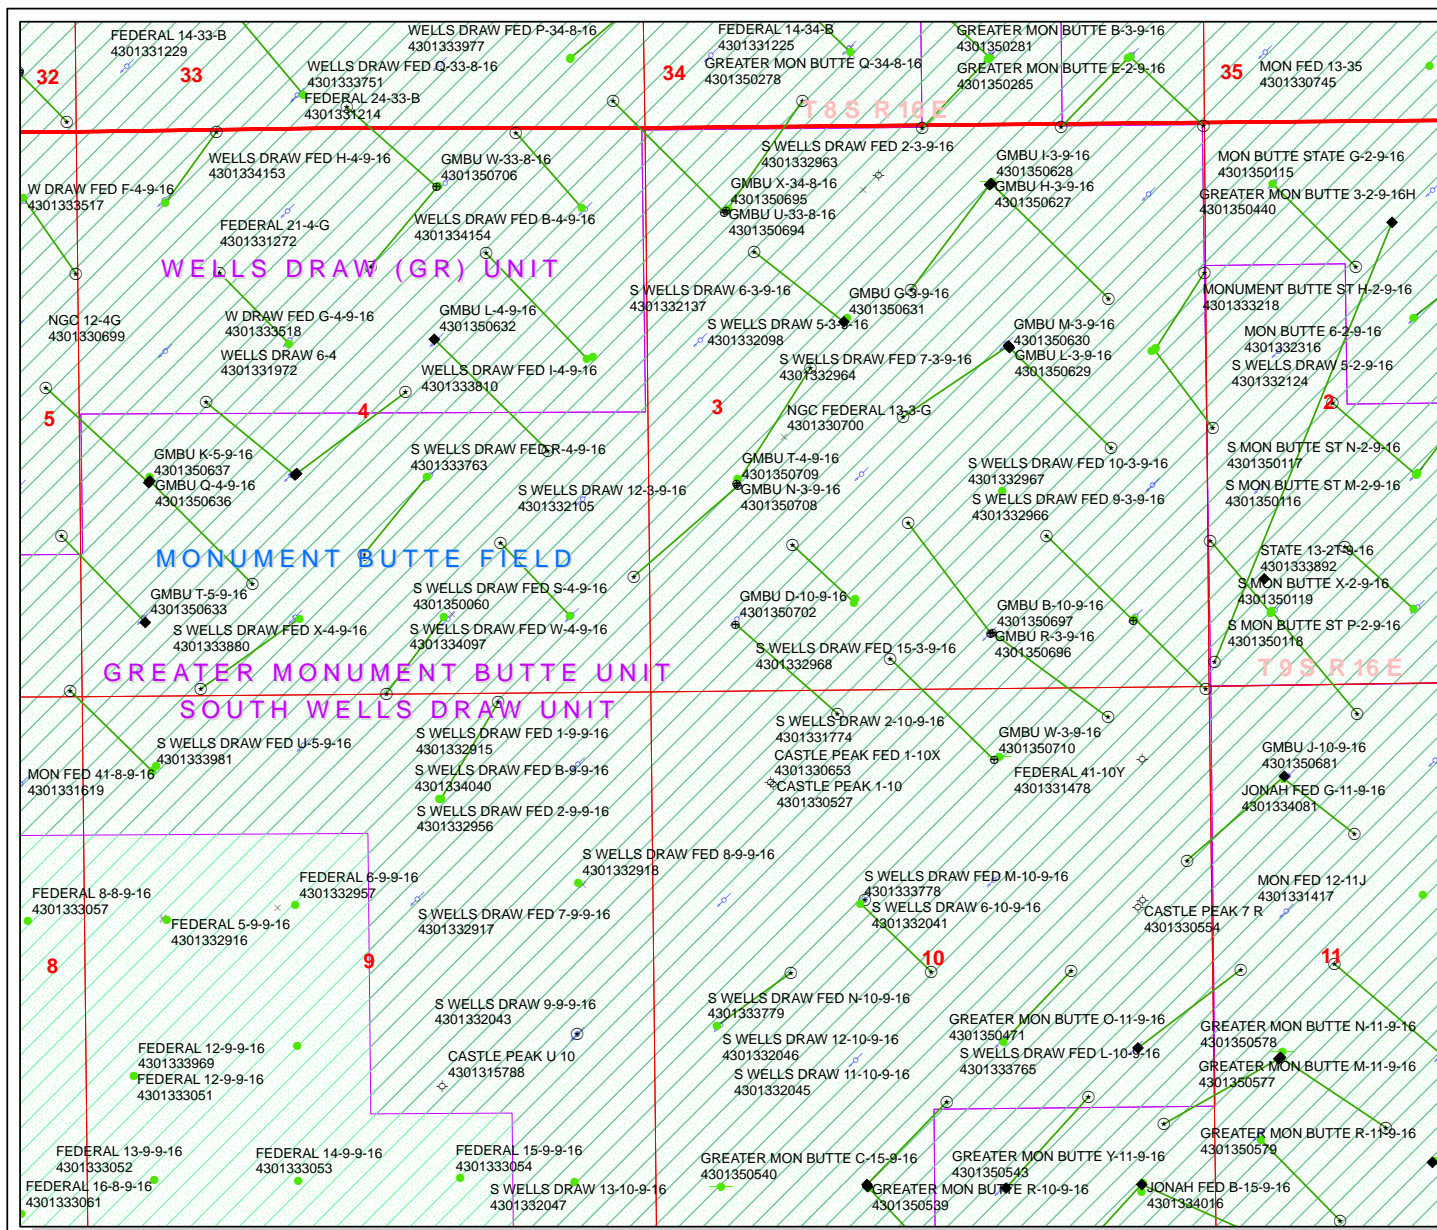 FEDERAL 14-33-B
4301331229
WELLS DRAW FED P-34-8-16
4301333977
FEDERAL 14-34-B
4301331225
GREATER MON BUTTE B-3-9-16
4301350281
32
33
WELLS DRAW FED Q-33-8-16
4301333751
34
GREATER MON BUTTE Q-34-8-16
4301350278
GREATER MON BUTTE E-2-9-16
4301350285
35
MON FED 13-35
4301330745
FEDERAL 24-33-B
4301331214
T 8 S R 16 E
WELLS DRAW FED H-4-9-16
4301334153
GMBU W-33-8-16
4301350706
S WELLS DRAW FED 2-3-9-16
4301332963
GMBU I-3-9-16
4301350628
MON BUTTE STATE G-2-9-16
4301350115
W DRAW FED F-4-9-16
4301333517
GMBU X-34-8-16
4301350695
GMBU H-3-9-16
4301350627
GREATER MON BUTTE 3-2-9-16H
4301350440
FEDERAL 21-4-G
4301331272
WELLS DRAW FED B-4-9-16
4301334154
GMBU U-33-8-16
4301350694
WELLS DRAW (GR) UNIT
S WELLS DRAW 6-3-9-16
4301332137
GMBU G-3-9-16
4301350631
MONUMENT BUTTE ST H-2-9-16
4301333218
NGC 12-4G
4301330699
W DRAW FED G-4-9-16
4301333518
GMBU L-4-9-16
4301350632
S WELLS DRAW 5-3-9-16
4301332098
GMBU M-3-9-16
4301350630
MON BUTTE 6-2-9-16
4301332316
WELLS DRAW 6-4
4301331972
WELLS DRAW FED I-4-9-16
4301333810
S WELLS DRAW FED 7-3-9-16
4301332964
GMBU L-3-9-16
4301350629
S WELLS DRAW 5-2-9-16
4301332124
5
4
3
2
NGC FEDERAL 13-3-G
4301330700
GMBU K-5-9-16
4301350637
S WELLS DRAW FED R-4-9-16
4301333763
GMBU T-4-9-16
4301350709
S WELLS DRAW FED 10-3-9-16
4301332967
S MON BUTTE ST N-2-9-16
4301350117
GMBU Q-4-9-16
4301350636
S WELLS DRAW 12-3-9-16
4301332105
GMBU N-3-9-16
4301350708
S WELLS DRAW FED 9-3-9-16
4301332966
S MON BUTTE ST M-2-9-16
4301350116
MONUMENT BUTTE FIELD
STATE 13-2T-9-16
4301333892
GMBU T-5-9-16
4301350633
S WELLS DRAW FED S-4-9-16
4301350060
GMBU D-10-9-16
4301350702
GMBU B-10-9-16
4301350697
S MON BUTTE X-2-9-16
4301350119
S WELLS DRAW FED X-4-9-16
4301333880
S WELLS DRAW FED W-4-9-16
4301334097
S WELLS DRAW FED 15-3-9-16
4301332968
GMBU R-3-9-16
4301350696
S MON BUTTE ST P-2-9-16
4301350118
GREATER MONUMENT BUTTE UNIT
T 9 S R 16 E
SOUTH WELLS DRAW UNIT
S WELLS DRAW FED U-5-9-16
4301333981
S WELLS DRAW FED 1-9-9-16
4301332915
S WELLS DRAW 2-10-9-16
4301331774
GMBU W-3-9-16
4301350710
GMBU J-10-9-16
4301350681
MON FED 41-8-9-16
4301331619
S WELLS DRAW FED B-9-9-16
4301334040
CASTLE PEAK FED 1-10X
4301330653
FEDERAL 41-10Y
4301331478
JONAH FED G-11-9-16
4301334081
S WELLS DRAW FED 2-9-9-16
4301332956
CASTLE PEAK 1-10
4301330527
S WELLS DRAW FED 8-9-9-16
4301332918
FEDERAL 8-8-9-16
4301333057
FEDERAL 6-9-9-16
4301332957
S WELLS DRAW FED M-10-9-16
4301333778
MON FED 12-11J
4301331417
FEDERAL 5-9-9-16
4301332916
S WELLS DRAW FED 7-9-9-16
4301332917
S WELLS DRAW 6-10-9-16
4301332041
CASTLE PEAK 7 R
4301330554
8
9
10
11
S WELLS DRAW 9-9-9-16
4301332043
S WELLS DRAW FED N-10-9-16
4301333779
GREATER MON BUTTE O-11-9-16
4301350471
GREATER MON BUTTE N-11-9-16
4301350578
FEDERAL 12-9-9-16
4301333969
CASTLE PEAK U 10
4301315788
S WELLS DRAW 12-10-9-16
4301332046
S WELLS DRAW FED L-10-9-16
4301333765
GREATER MON BUTTE M-11-9-16
4301350577
FEDERAL 12-9-9-16
4301333051
S WELLS DRAW 11-10-9-16
4301332045
FEDERAL 13-9-9-16
4301333052
FEDERAL 14-9-9-16
4301333053
FEDERAL 15-9-9-16
4301333054
GREATER MON BUTTE C-15-9-16
4301350540
GREATER MON BUTTE Y-11-9-16
4301350543
GREATER MON BUTTE R-11-9-16
4301350579
FEDERAL 16-8-9-16
4301333061
S WELLS DRAW 13-10-9-16
4301332047
GREATER MON BUTTE R-10-9-16
4301350539
JONAH FED B-15-9-16
4301334016